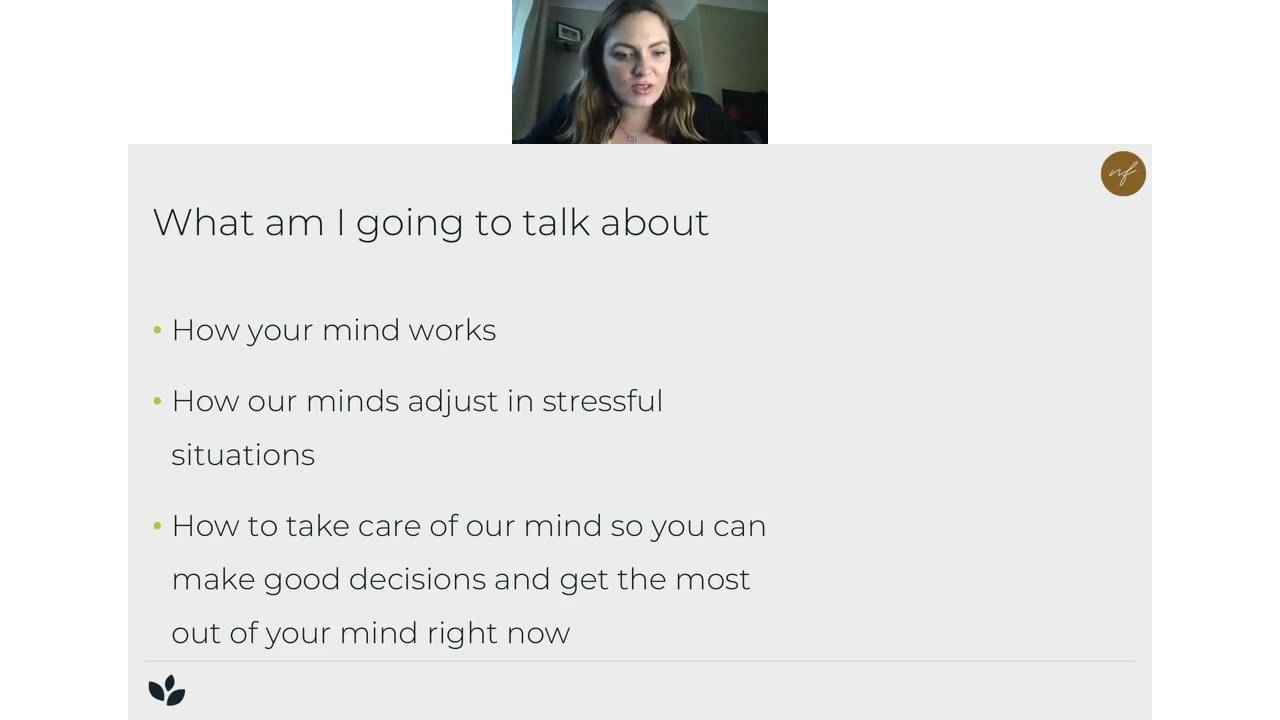 nf
What am I going to talk about
• How your mind works
• How our minds adjust in stressful
situations
• How to take care of our mind so you can
make good decisions and get the most
out of your mind right now